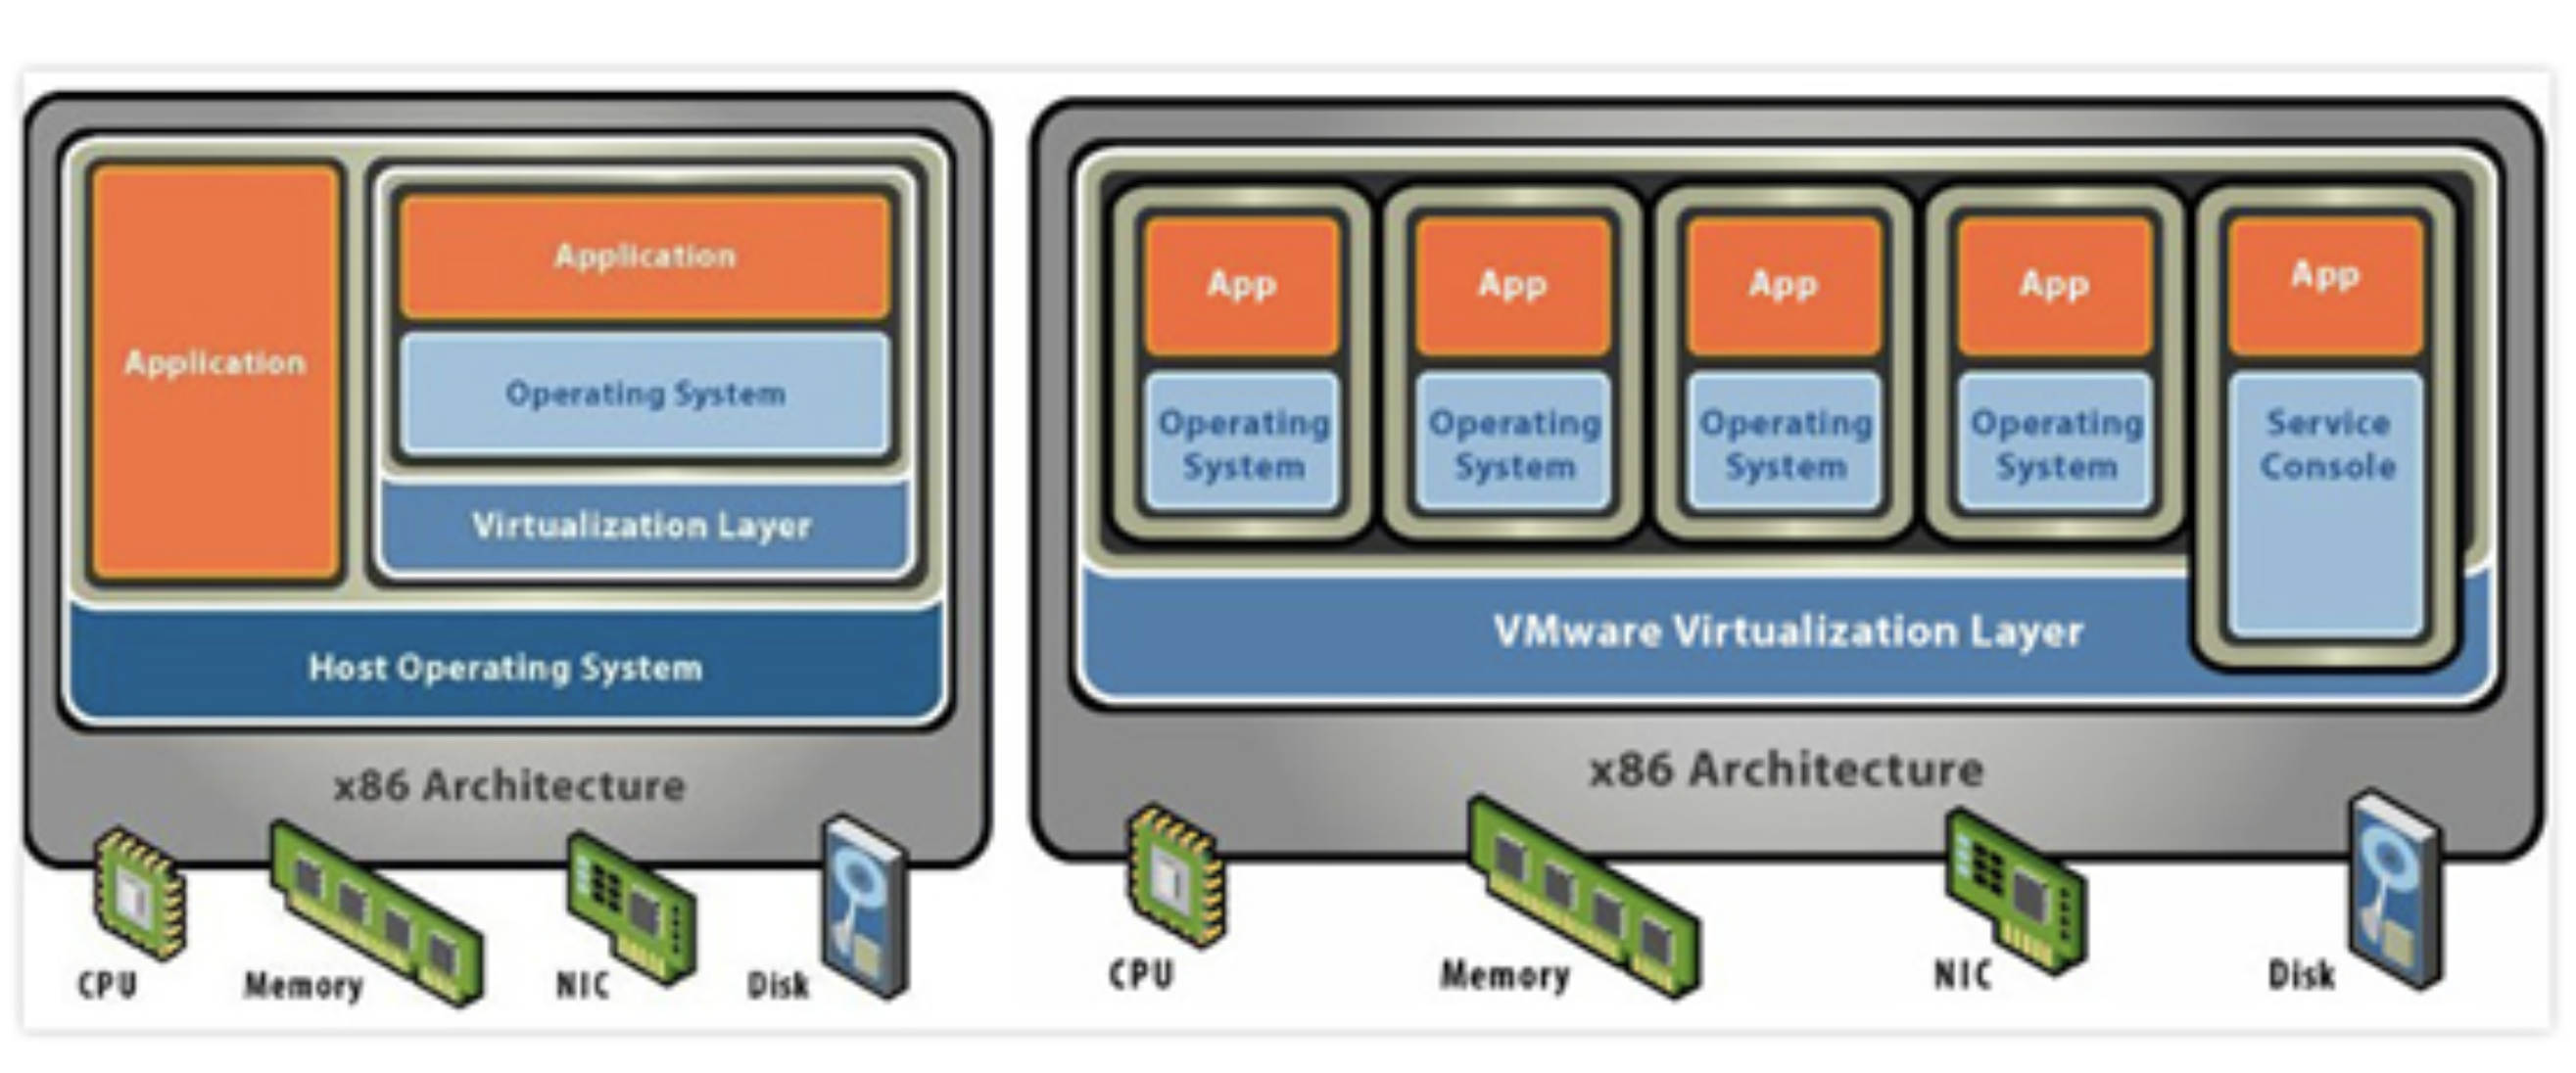 Application
Application
Operating System
Virtualization Layer
Host Operating System
x86 Architecture
CPU
Memory
NIC
Disk
App
App
App
App
App
Operating
System
Operating
System
Operating
System
Operating
System
Service
Console
VMware Virtualization Layer
x86 Architecture
CPU
Memory
NIC
Disk